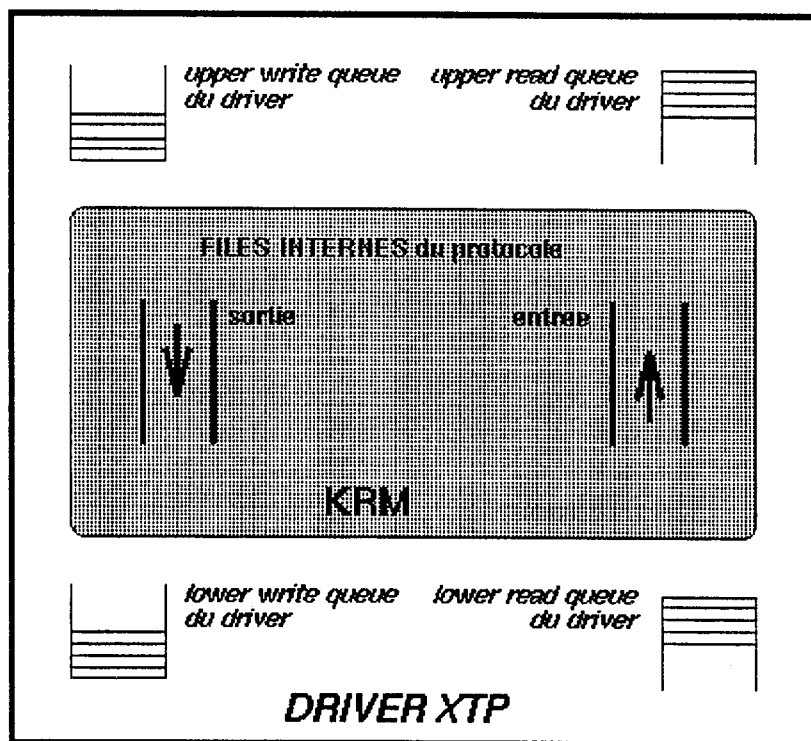 upper write queue
du driver
upper read queue
du driver
FILES INTERNES du protocole
sortie
entree
KRM
lower write queue
du driver
lower read queue
du driver
DRIVER XTP